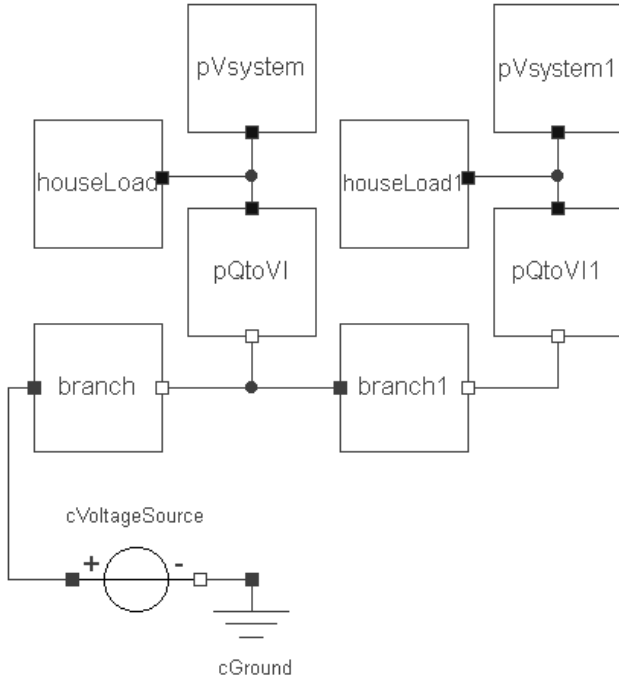 pVsystem
pVsystem1
houseLoad
houseLoad1
pQtoVI
pQtoVI1
branch
branch1
cVoltageSource
+
-
cGround